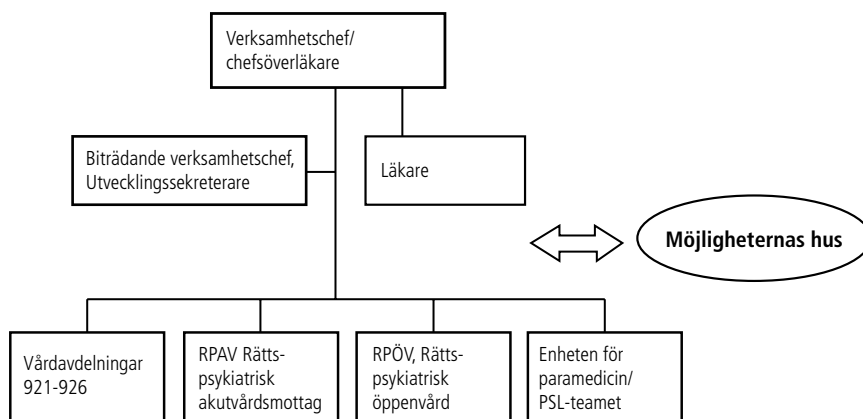 Verksamhetschef/
chefsöverläkare
Biträdande verksamhetschef,
Utvecklingssekreterare
Läkare
Möjligheternas hus
Vårdavdelningar
921-926
RPAV Rätts-
psykiatrisk
akutvårdsmottag
RPÖV, Rätts-
psykiatrisk
öppenvård
Enheten för
paramedicin/
PSL-teamet